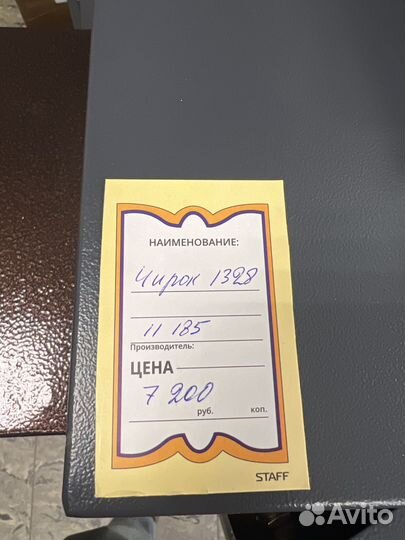 НАИМЕНОВАНИЕ:
Чирок 1328
11 185
Производитель:
ЦЕНА
7 200
руб. коп.
STAFF
Avito